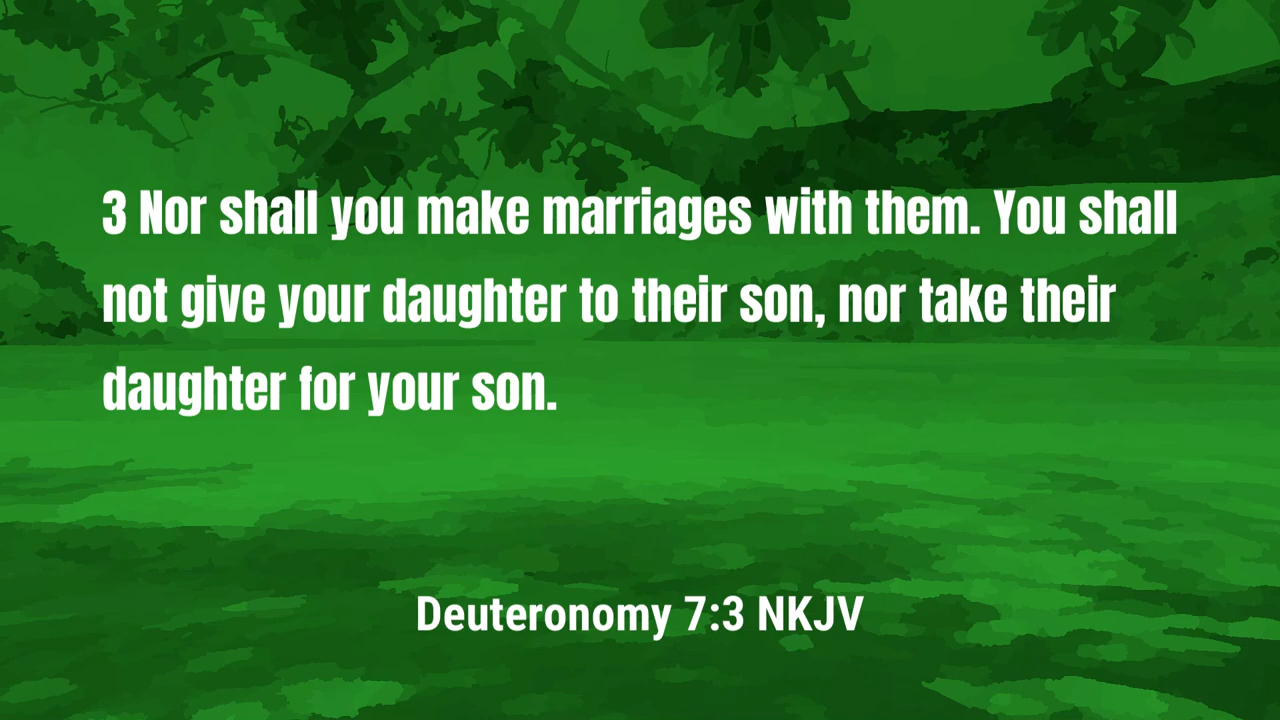 3 Nor shall you make marriages with them. You shall
not give your daughter to their son, nor take their
daughter for your son.
Deuteronomy 7:3 NKJV